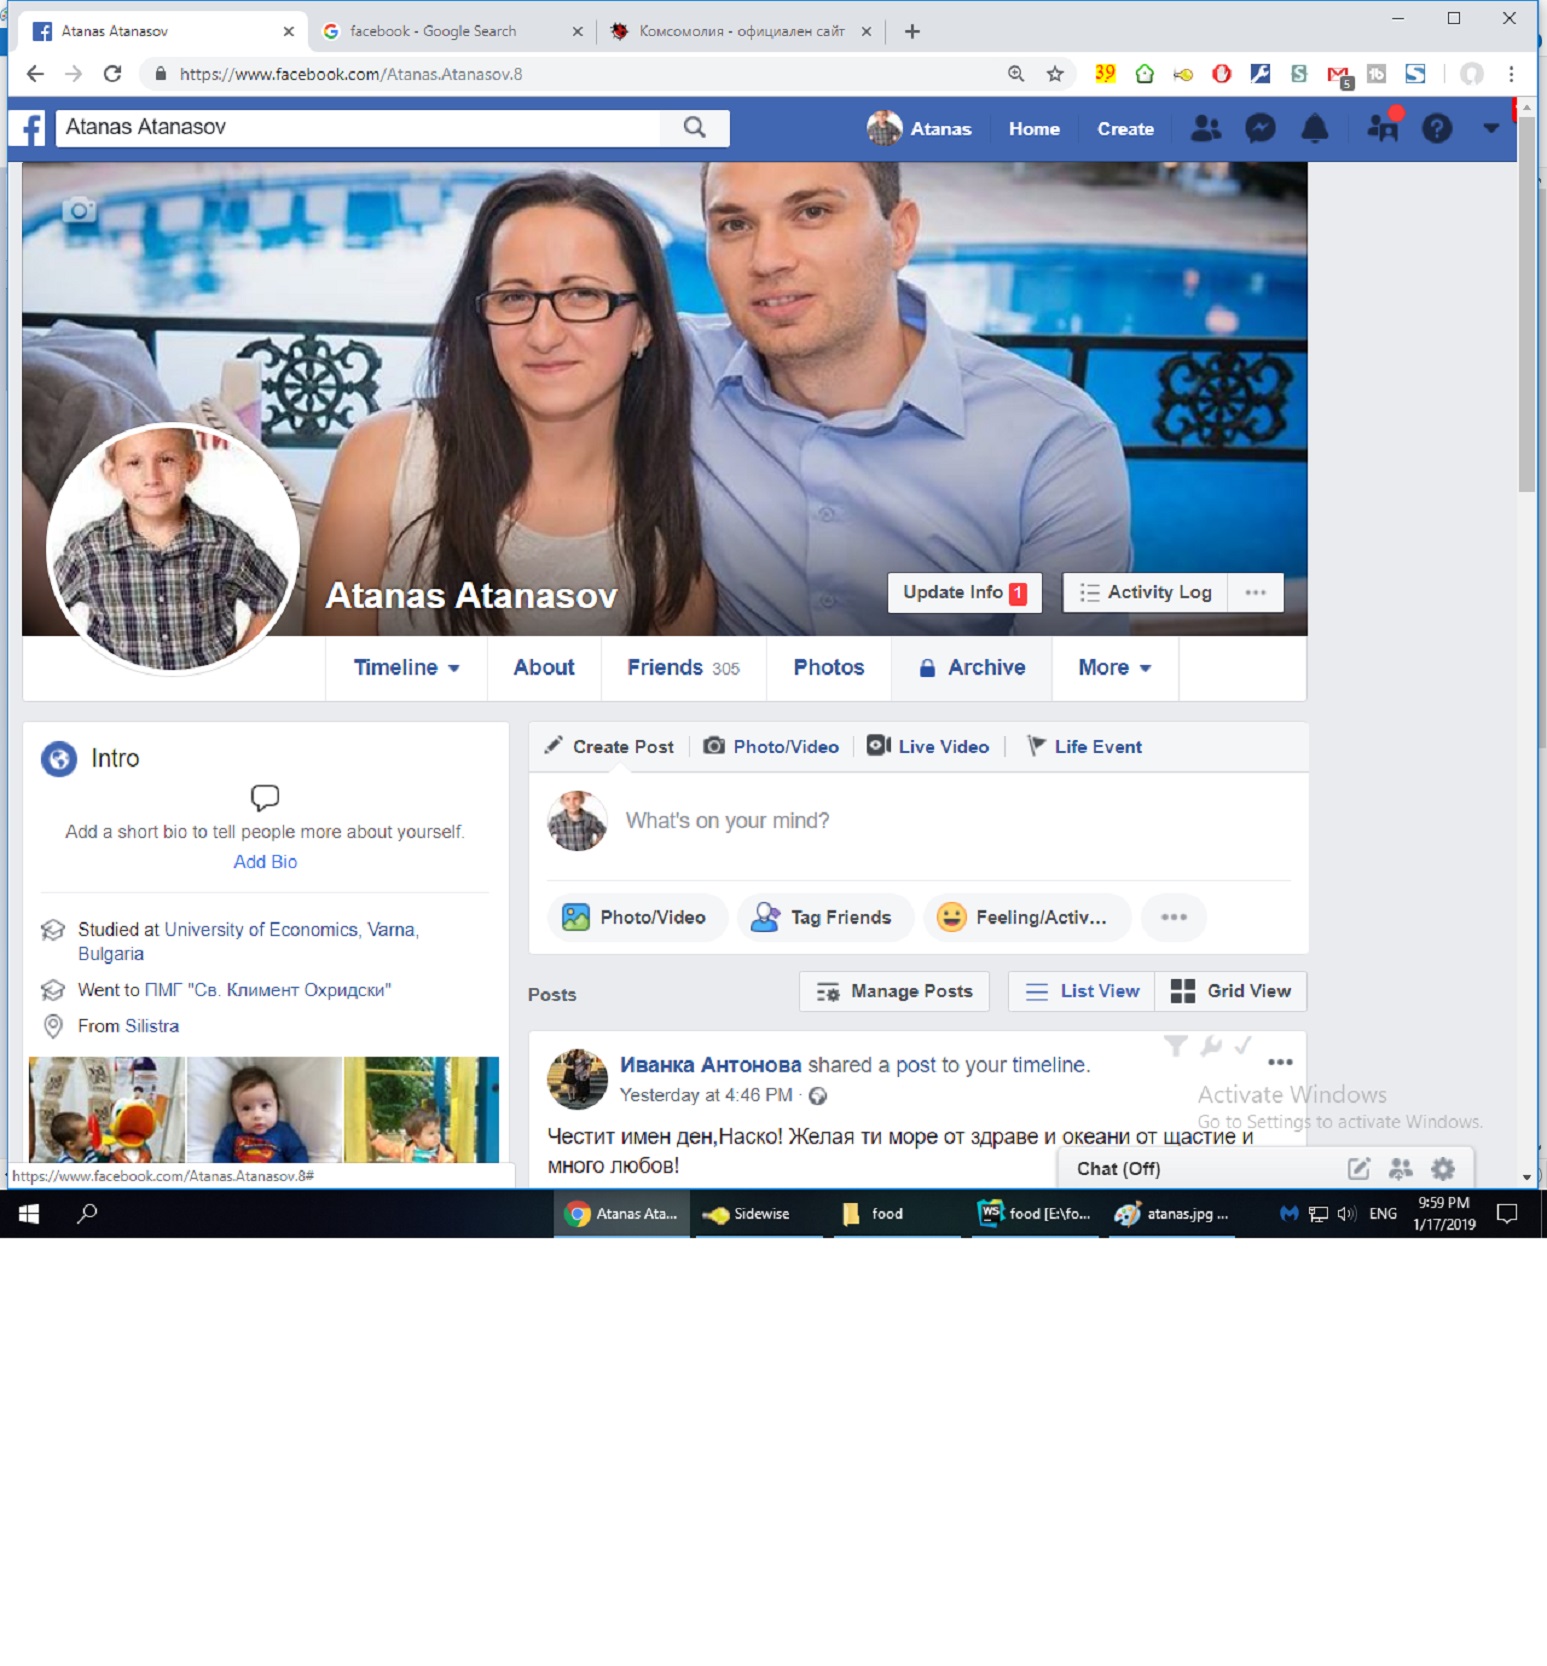 Atanas Atanasov
facebook - Google Search
Комсомолия - официален сайт
https://www.facebook.com/Atanas.Atanasov.8
39
5
Atanas Atanasov
Atanas
Home
Create
Atanas Atanasov
Update Info 1
Activity Log
Timeline
About
Friends 305
Photos
Archive
More
Intro
Add a short bio to tell people more about yourself.
Add Bio
Studied at University of Economics, Varna,
Bulgaria
Went to ПМГ "Св. Климент Охридски"
From Silistra
Create Post
Photo/Video
Live Video
Life Event
What's on your mind?
Photo/Video
Tag Friends
Feeling/Activ...
Posts
Manage Posts
List View
Grid View
Иванка Антонова shared a post to your timeline.
Yesterday at 4:46 PM ·
Честит имен ден,Наско! Желая ти море от здраве и океани от щастие и
много любов!
Activate Windows
Go to Settings to activate Windows.
Chat (Off)
https://www.facebook.com/Atanas.Atanasov.8#
Atanas Ata...
Sidewise
food
WS
food [E:\fo...
atanas.jpg ...
ENG
9:59 PM
1/17/2019